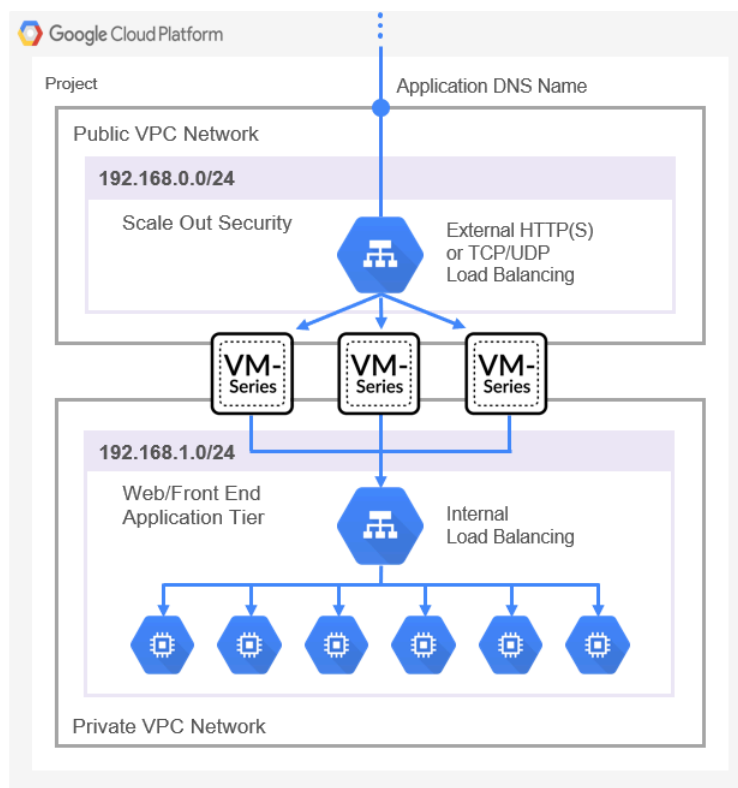 Google Cloud Platform
Project
Application DNS Name
Public VPC Network
192.168.0.0/24
Scale Out Security
External HTTP(S)
or TCP/UDP
Load Balancing
VM-
Series
VM-
Series
VM-
Series
192.168.1.0/24
Web/Front End
Application Tier
Internal
Load Balancing
Private VPC Network